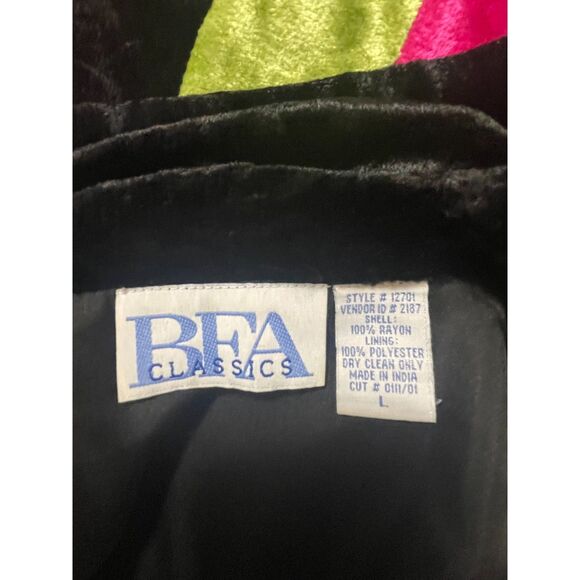 BFA
CLASSICS
STYLE # 12701
VENDOR ID # 2187
SHELL:
100% RAYON
LINING:
100% POLYESTER
DRY CLEAN ONLY
MADE IN INDIA
CUT # 0111/01
L